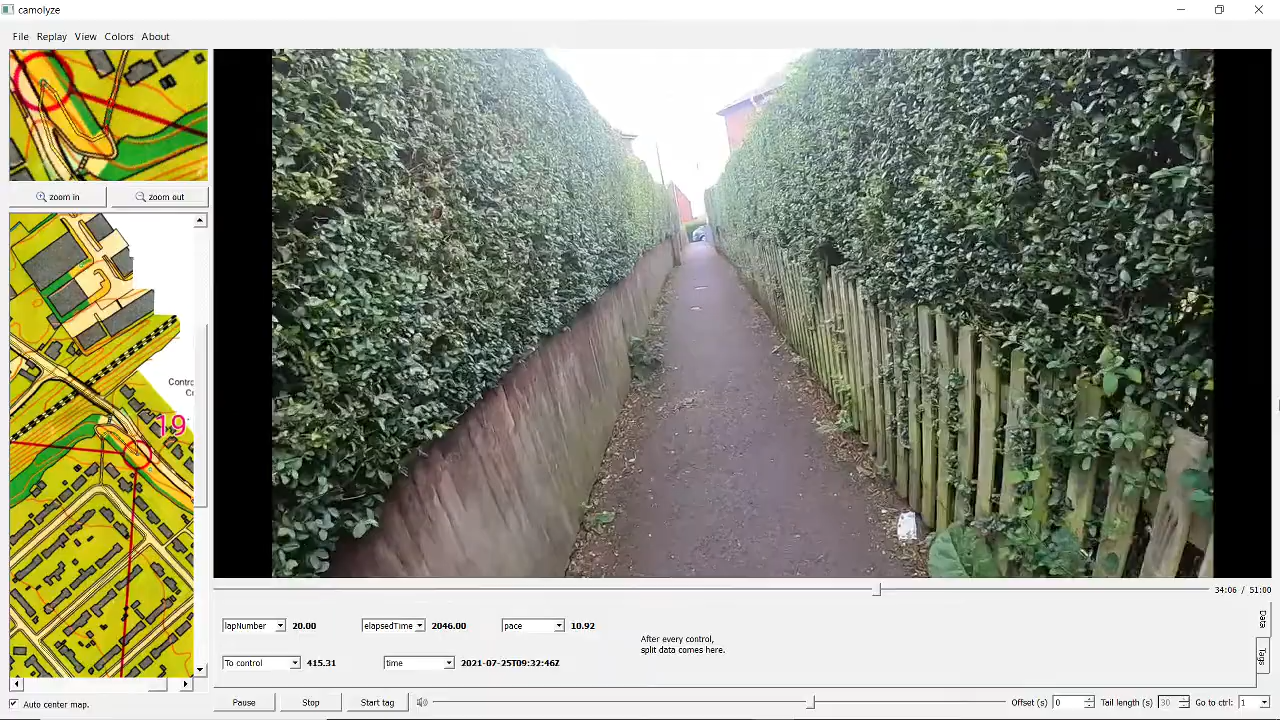 camolyze
File Replay View Colors About
zoom in zoom out
Contro
Cr
19
34:06 / 51:00
lapNumber 20.00 elapsedTime 2046.00 pace 10.92
After every control,
split data comes here.
To control 415.31 time 2021-07-25T09:32:46Z
Data
Tags
Auto center map.
Pause Stop Start tag Offset (s) 0 Tail length (s) 30 Go to ctrl: 1